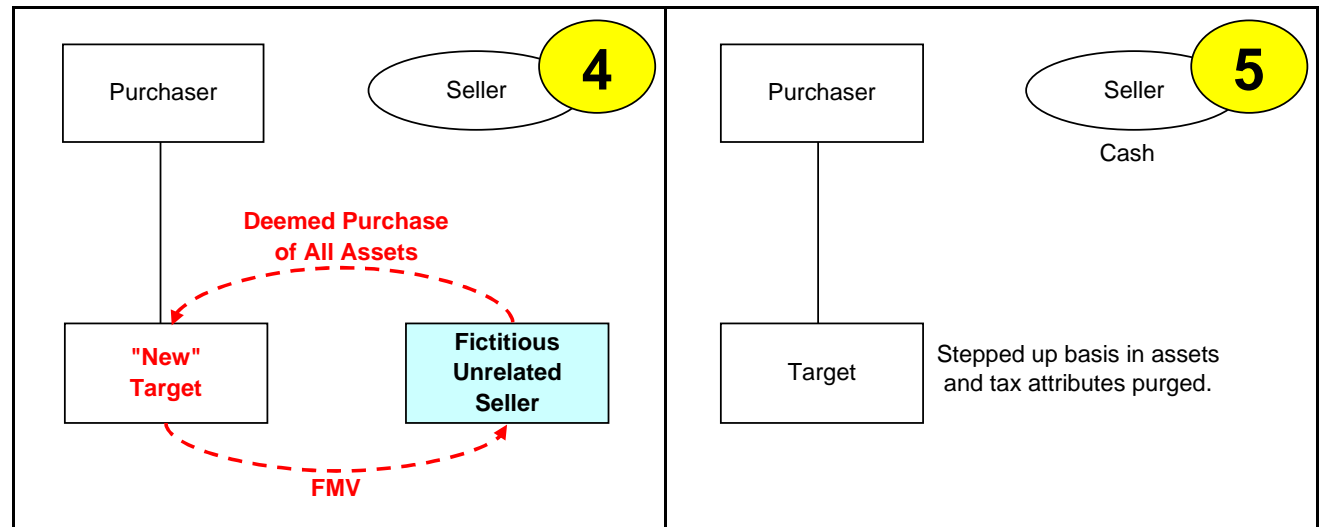 Purchaser
Seller
4
Deemed Purchase
of All Assets
"New"
Target
Fictitious
Unrelated
Seller
FMV
Purchaser
Seller
5
Cash
Target
Stepped up basis in assets
and tax attributes purged.